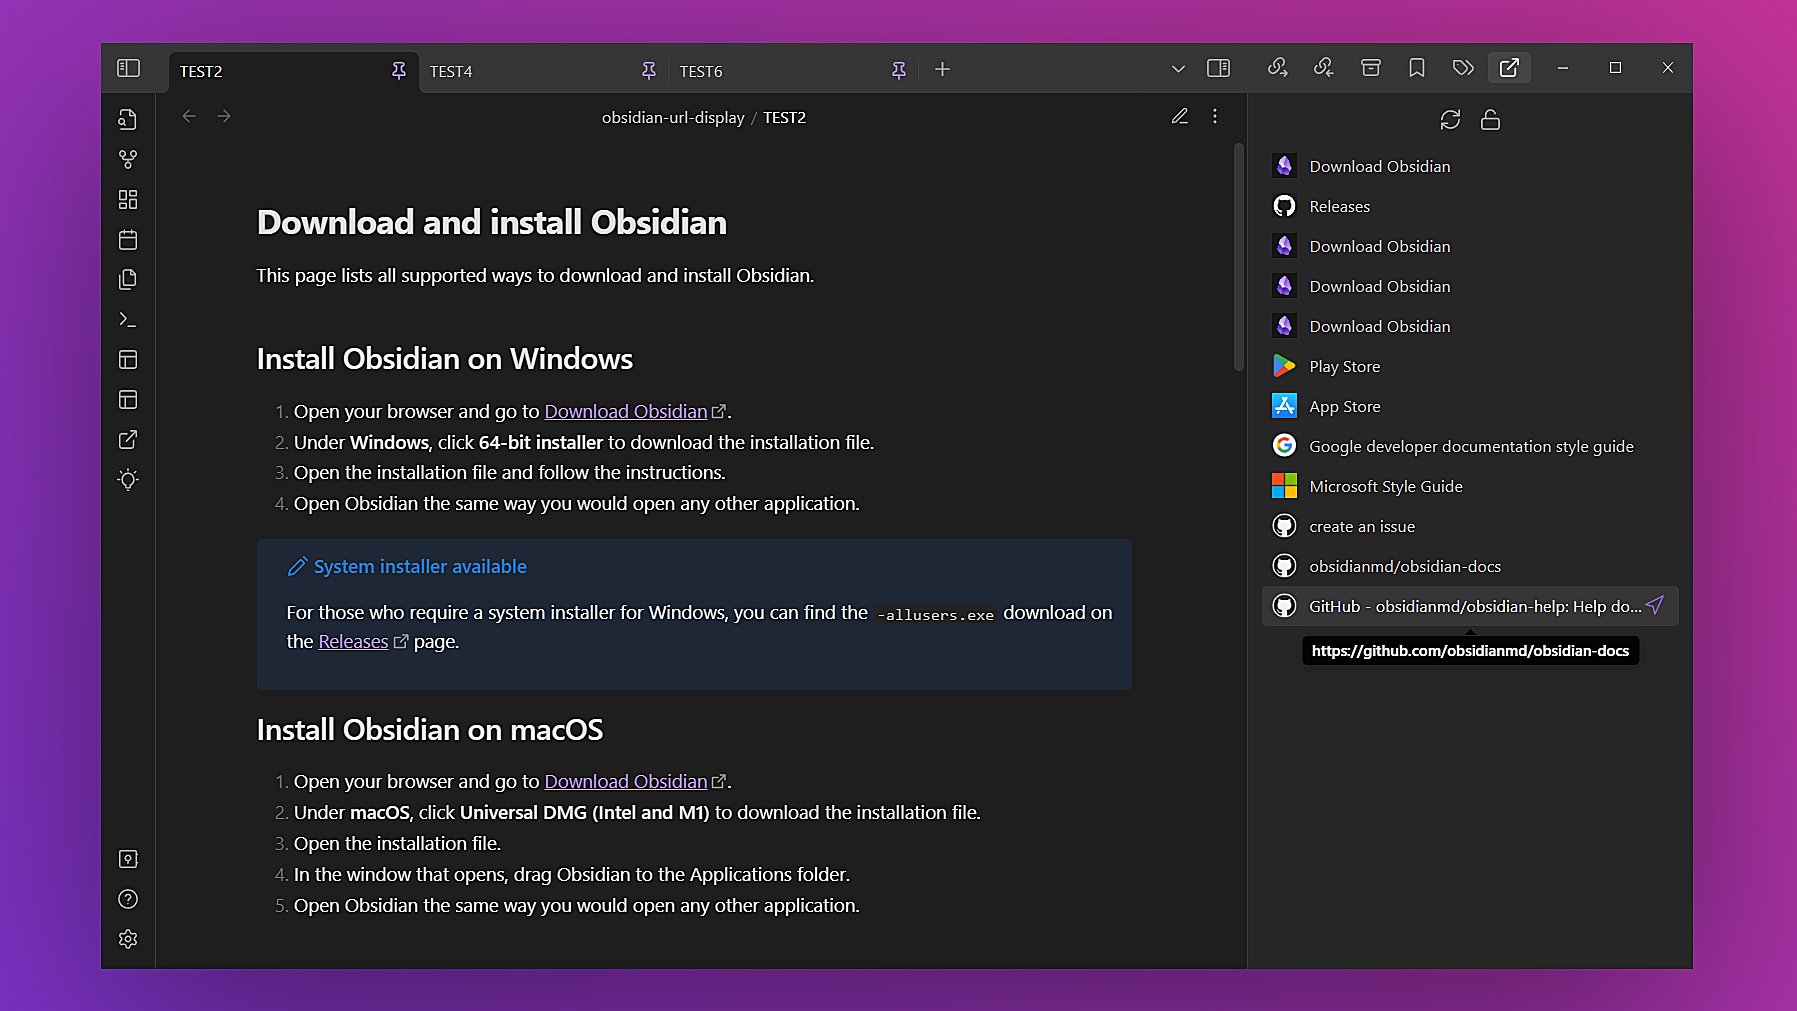 TEST2
TEST4
TEST6
obsidian-url-display / TEST2
Download and install Obsidian
This page lists all supported ways to download and install Obsidian.
Install Obsidian on Windows
1. Open your browser and go to Download Obsidian.
2. Under Windows, click 64-bit installer to download the installation file.
3. Open the installation file and follow the instructions.
4. Open Obsidian the same way you would open any other application.
System installer available
For those who require a system installer for Windows, you can find the -allusers.exe download on
the Releases page.
Install Obsidian on macOS
1. Open your browser and go to Download Obsidian.
2. Under macOS, click Universal DMG (Intel and M1) to download the installation file.
3. Open the installation file.
4. In the window that opens, drag Obsidian to the Applications folder.
5. Open Obsidian the same way you would open any other application.
Download Obsidian
Releases
Download Obsidian
Download Obsidian
Download Obsidian
Play Store
App Store
Google developer documentation style guide
Microsoft Style Guide
create an issue
obsidianmd/obsidian-docs
GitHub - obsidianmd/obsidian-help: Help do...
https://github.com/obsidianmd/obsidian-docs